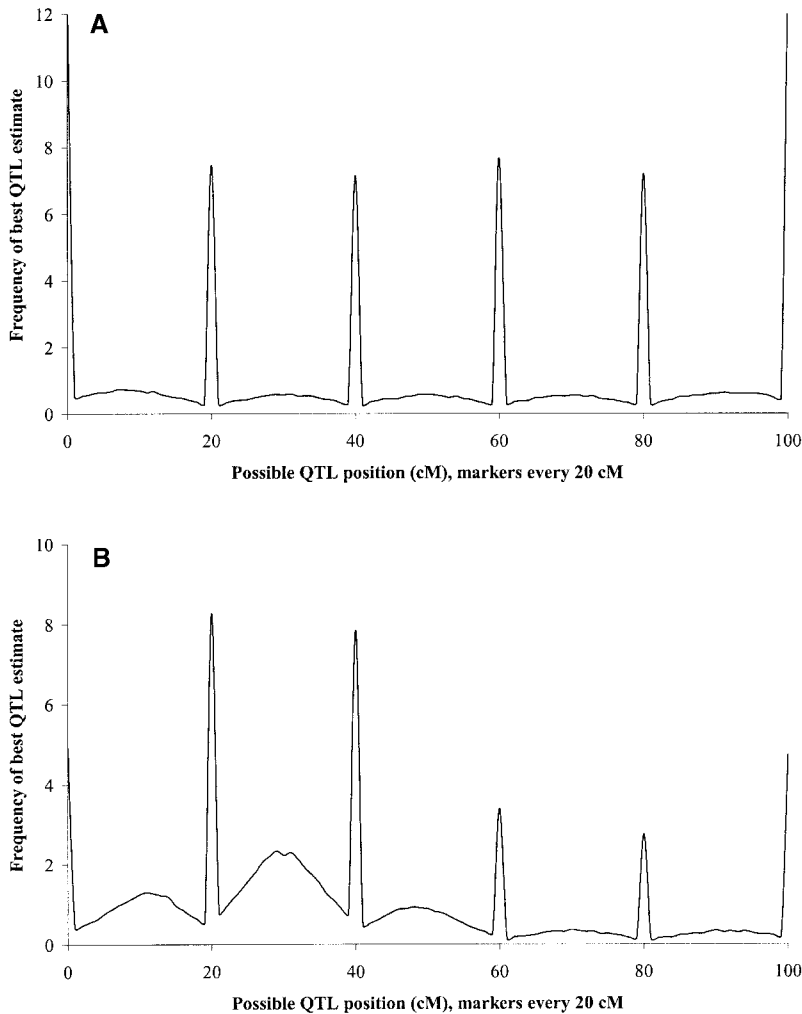 A
12
10
8
6
4
2
0
Frequency of best QTL estimate
0 20 40 60 80 100
Possible QTL position (cM), markers every 20 cM
B
10
8
6
4
2
0
Frequency of best QTL estimate
0 20 40 60 80 100
Possible QTL position (cM), markers every 20 cM